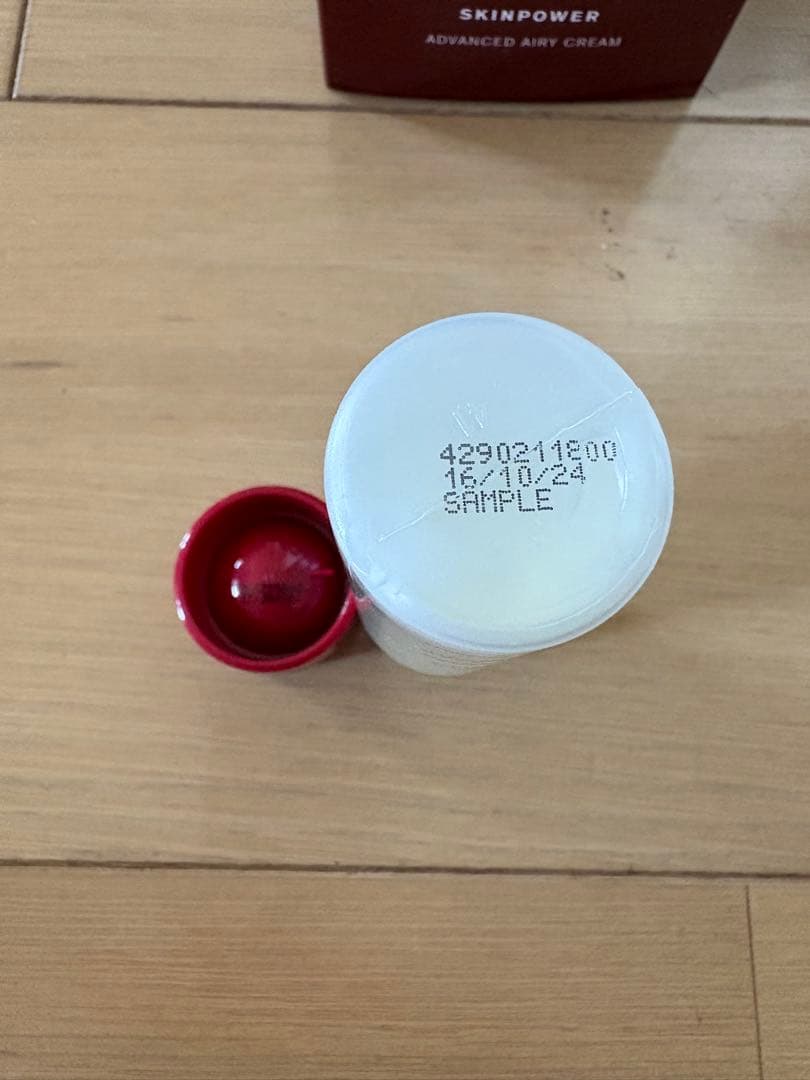 SKINPOWER
ADVANCED AIRY CREAM
4290211800
16/10/24
SAMPLE